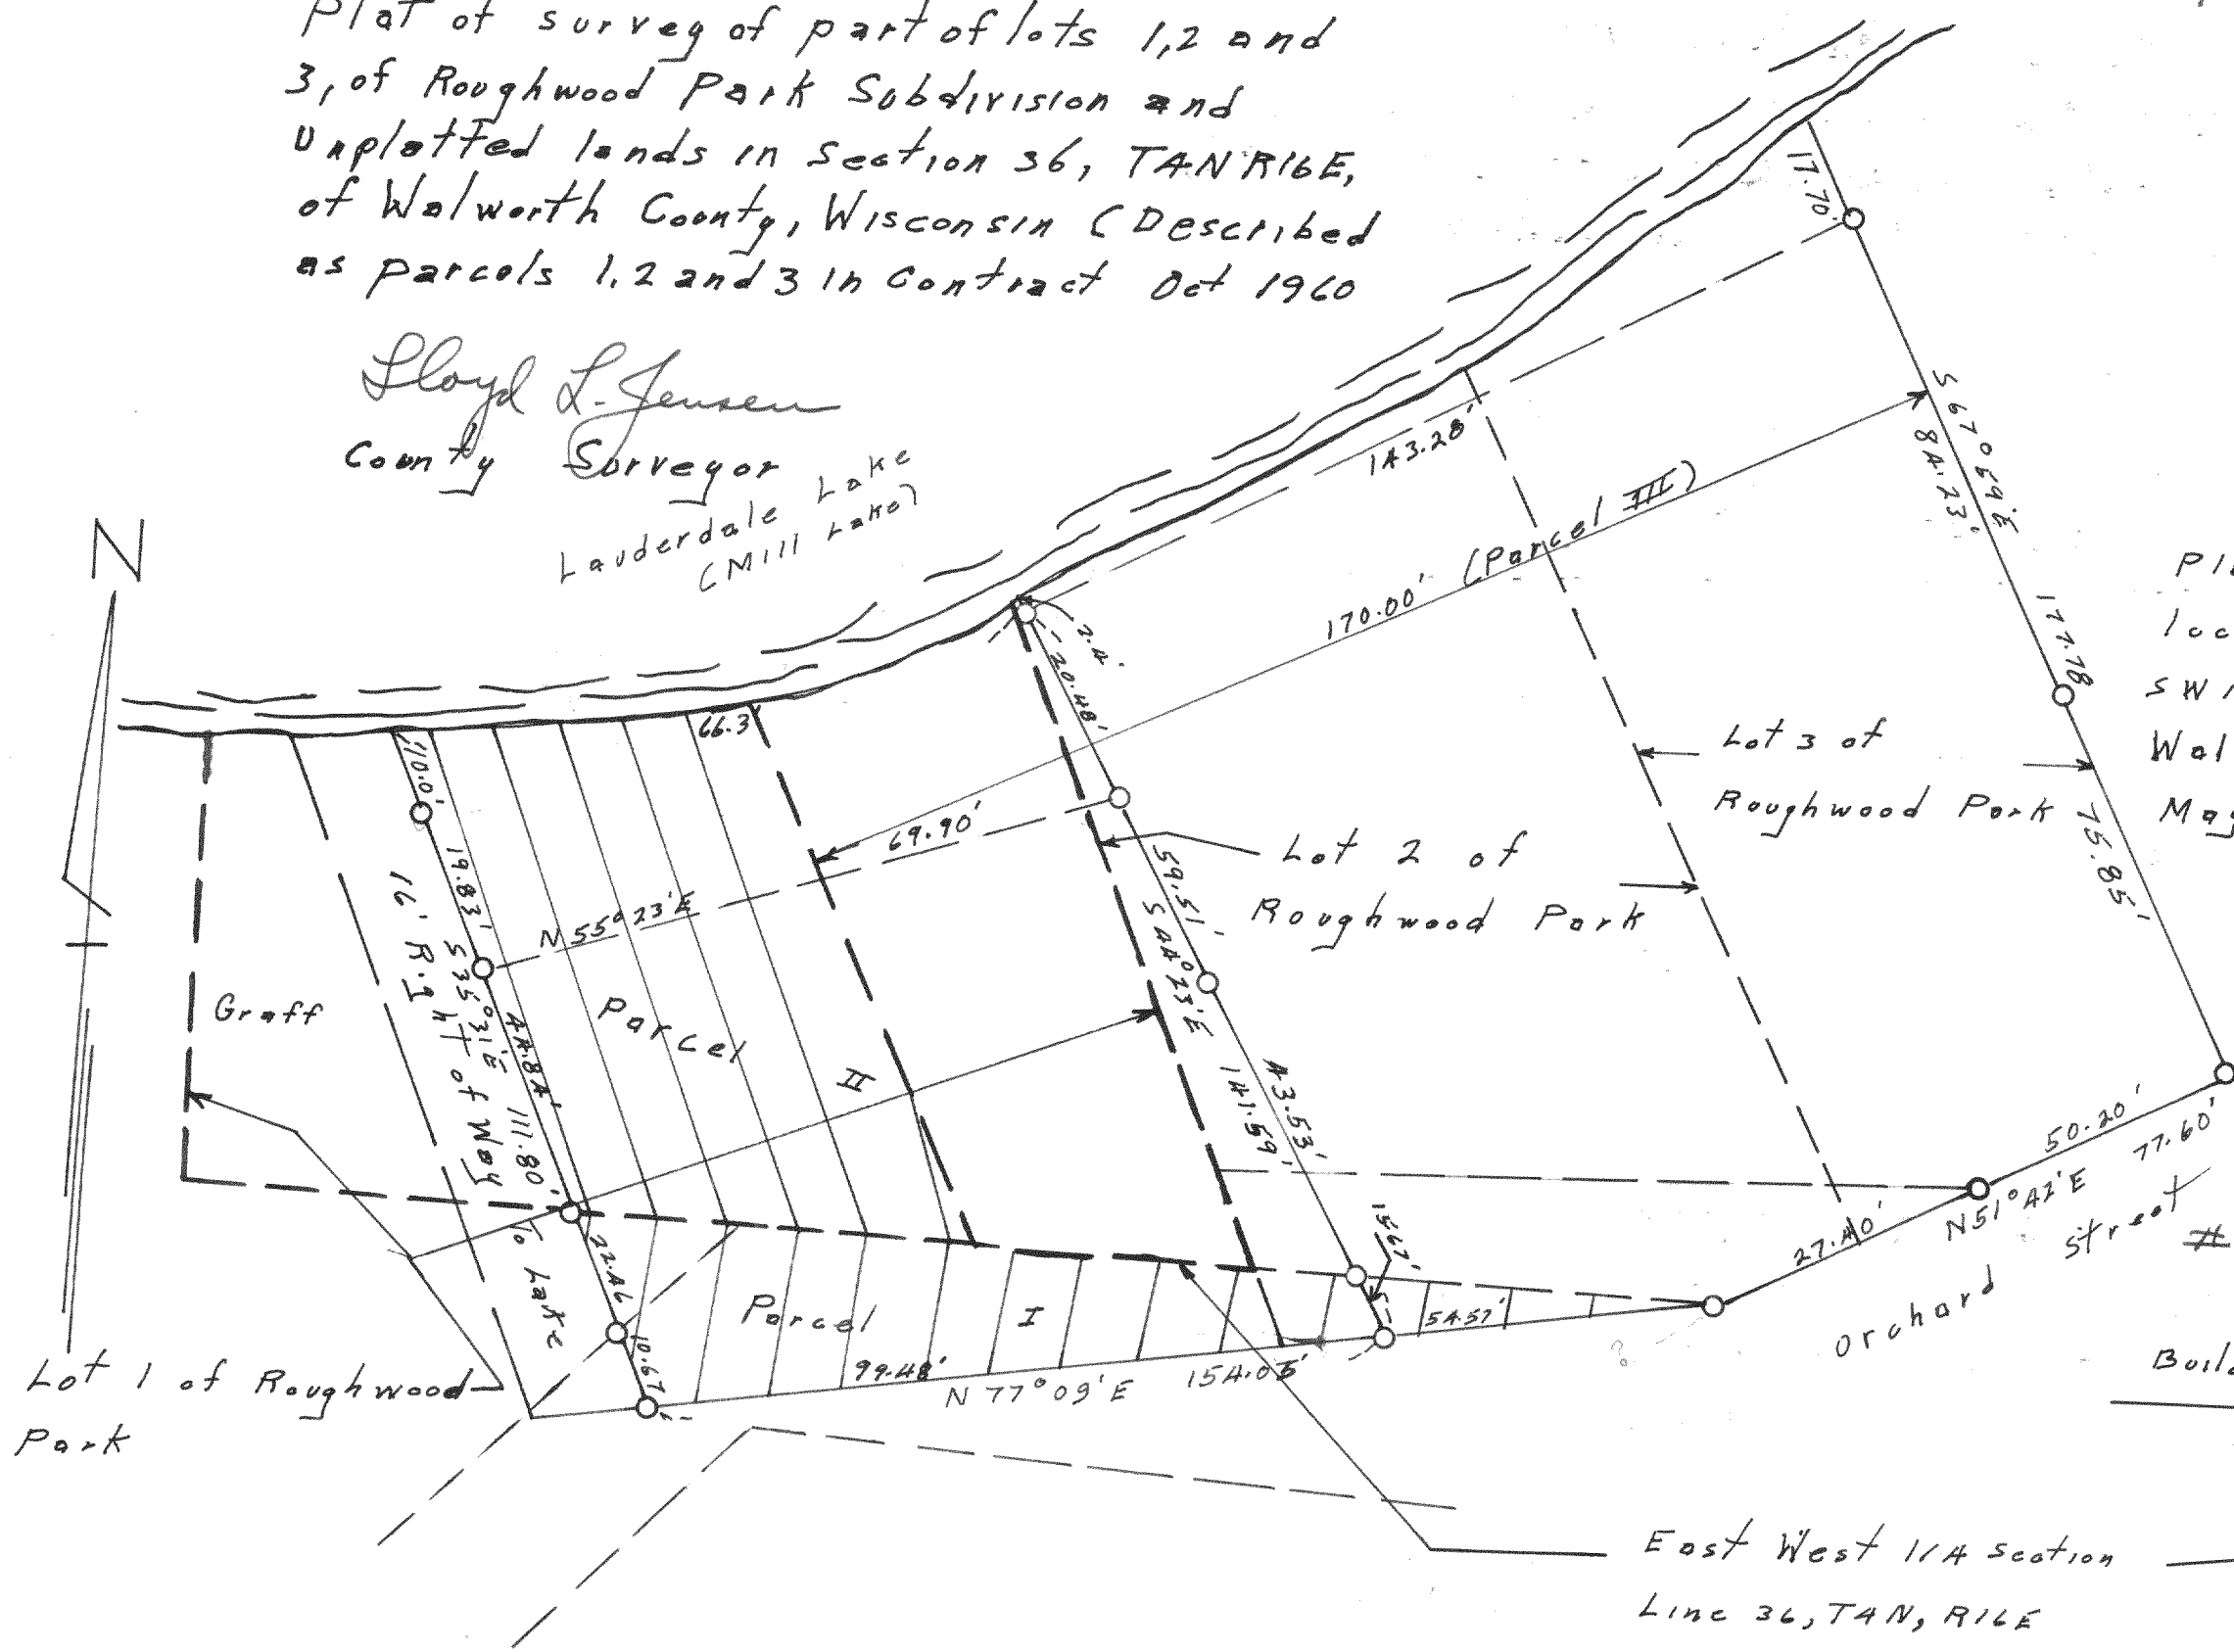 Plat of survey of part of lots 1,2 and
3, of Roughwood Park Subdivision and
Unplatted lands in section 36, T4N R16E,
of Walworth County, Wisconsin (Described
as parcels 1, 2 and 3 in Contract Oct 1960
Lloyd L. Jensen
County Surveyor
Lauderdale Lake
(Mill Lake)
N
17.70'
143.28'
S 67° 69'E
84.23'
170.00' (Parcel III)
177.78
2.4'
20.48'
66.3'
10.0'
69.90'
Lot 3 of
Roughwood Park
75.85'
Lot 2 of
Roughwood Park
19.83'
N 55° 23'E
59.51'
S 44° 23'E
16' Right of Way
To Lake
S 35° 31'E
111.80'
44.84'
Graff
Parcel
II
43.53'
141.59'
50.20'
77.60'
N 51° 42'E
27.40'
Orchard Street
22.46
15.67'
Parcel I
54.57'
10.67
99.48'
N 77° 09' E
Lot 1 of Roughwood
Park
East West 1/4 section
Line 36, T4N, R16E